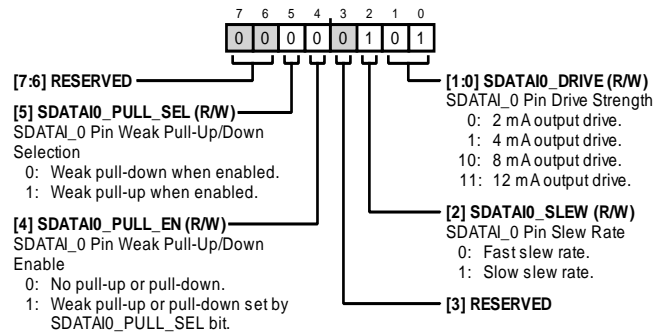 7 6 5 4 3 2 1 0
0 0 0 0 0 1 0 1
[7:6] RESERVED
[5] SDATAI0_PULL_SEL (R/W)
SDATAI_0 Pin Weak Pull-Up/Down
Selection
0: Weak pull-down when enabled.
1: Weak pull-up when enabled.
[4] SDATAI0_PULL_EN (R/W)
SDATAI_0 Pin Weak Pull-Up/Down
Enable
0: No pull-up or pull-down.
1: Weak pull-up or pull-down set by
SDATAI0_PULL_SEL bit.
[1:0] SDATAI0_DRIVE (R/W)
SDATAI_0 Pin Drive Strength
0: 2 mA output drive.
1: 4 mA output drive.
10: 8 mA output drive.
11: 12 mA output drive.
[2] SDATAI0_SLEW (R/W)
SDATAI_0 Pin Slew Rate
0: Fast slew rate.
1: Slow slew rate.
[3] RESERVED